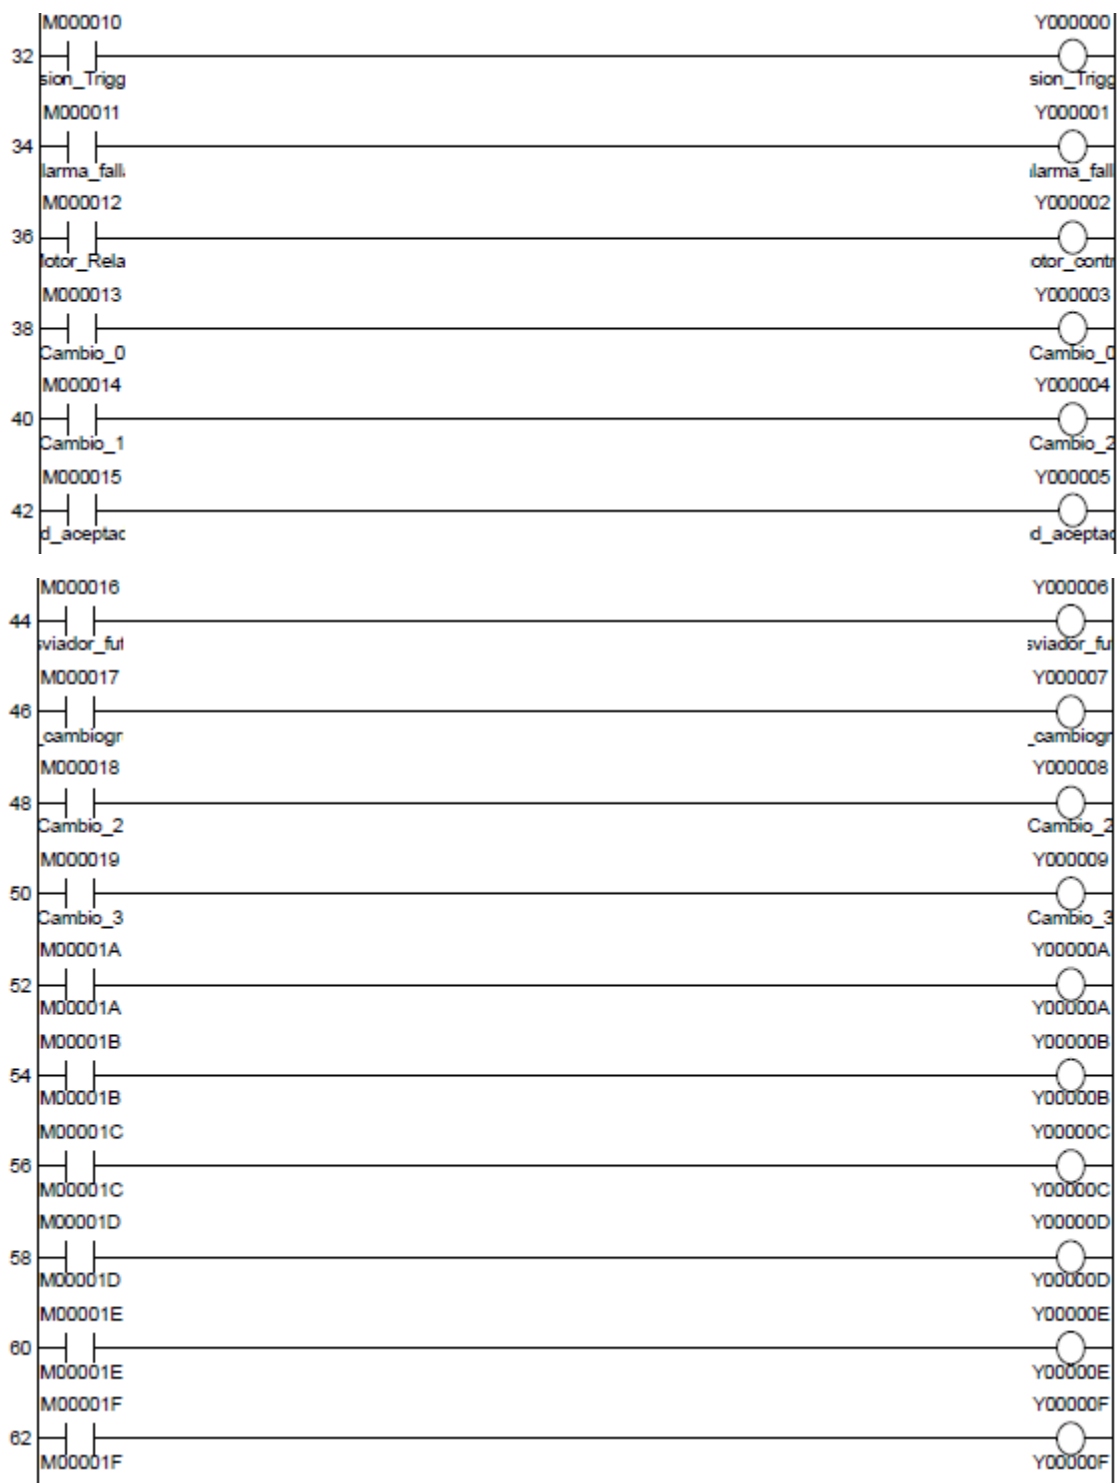 M000010 Y000000
32
sion_Trigg sion_Trigg
M000011 Y000001
34
larma_fall larma_fall
M000012 Y000002
36
lotor_Rela otor_contr
M000013 Y000003
38
Cambio_0 Cambio_0
M000014 Y000004
40
Cambio_1 Cambio_2
M000015 Y000005
42
d_aceptac d_aceptac
M000016 Y000006
44
sviador_fut sviador_fu
M000017 Y000007
46
_cambiogr _cambiogr
M000018 Y000008
48
Cambio_2 Cambio_2
M000019 Y000009
50
Cambio_3 Cambio_3
M00001A Y00000A
52
M00001A Y00000A
M00001B Y00000B
54
M00001B Y00000B
M00001C Y00000C
56
M00001C Y00000C
M00001D Y00000D
58
M00001D Y00000D
M00001E Y00000E
60
M00001E Y00000E
M00001F Y00000F
62
M00001F Y00000F